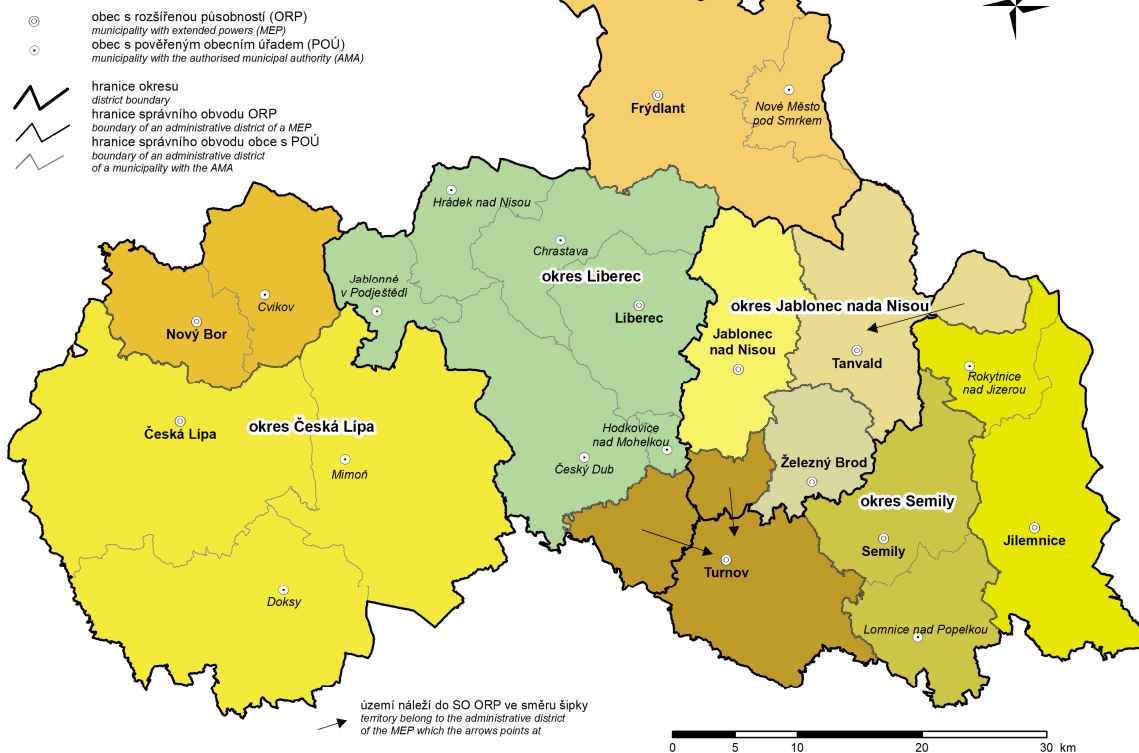 obec s rozšířenou působností (ORP)
municipality with extended powers (MEP)
obec s pověřeným obecním úřadem (POÚ)
municipality with the authorised municipal authority (AMA)
hranice okresu
district boundary
hranice správního obvodu ORP
boundary of an administrative district of a MEP
hranice správního obvodu obce s POÚ
boundary of an administrative district
of a municipality with the AMA
Frýdlant
Nové Město
pod Smrkem
Hrádek nad Nisou
Chrastava
okres Liberec
Jablonné
v Podještědí
Cvikov
Nový Bor
Liberec
okres Jablonec nada Nisou
Jablonec
nad Nisou
Tanvald
Rokytnice
nad Jizerou
Česká Lípa
okres Česká Lípa
Mimoň
Hodkovice
nad Mohelkou
Český Dub
Železný Brod
okres Semily
Semily
Jilemnice
Turnov
Doksy
Lomnice nad Popelkou
území náleží do SO ORP ve směru šipky
territory belong to the administrative district
of the MEP which the arrows points at
0 5 10 20 30 km